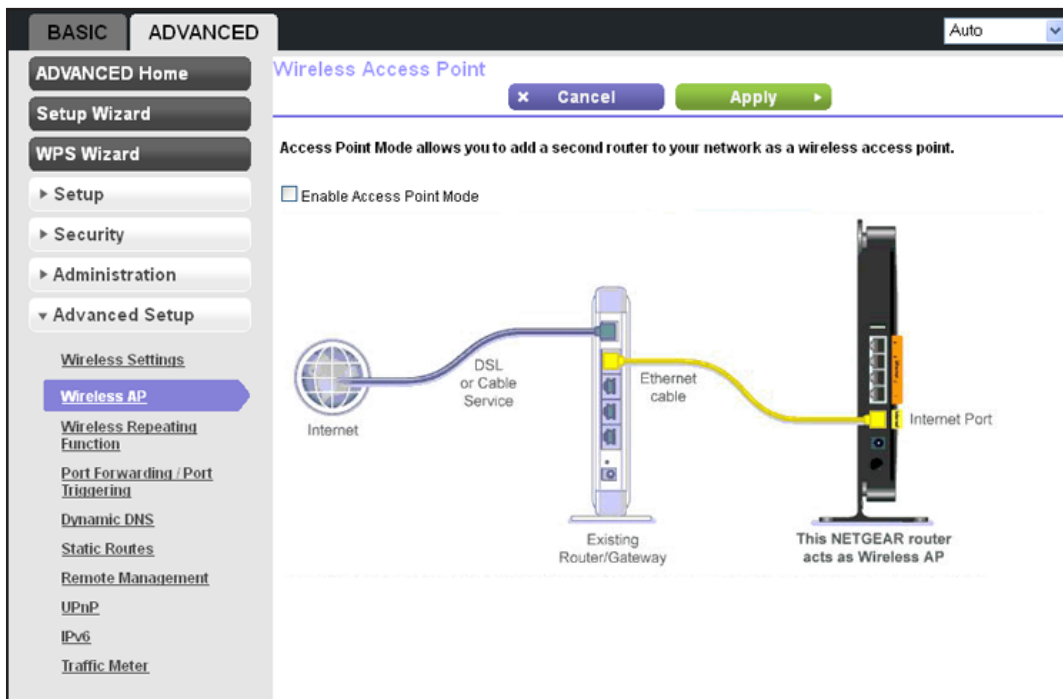 BASIC
ADVANCED
Auto
ADVANCED Home
Setup Wizard
WPS Wizard
Setup
Security
Administration
Advanced Setup
Wireless Settings
Wireless AP
Wireless Repeating
Function
Port Forwarding / Port
Triggering
Dynamic DNS
Static Routes
Remote Management
UPnP
IPv6
Traffic Meter
Wireless Access Point
Cancel
Apply
Access Point Mode allows you to add a second router to your network as a wireless access point.
Enable Access Point Mode
Internet
DSL
or Cable
Service
Ethernet
cable
Internet Port
Existing
Router/Gateway
This NETGEAR router
acts as Wireless AP